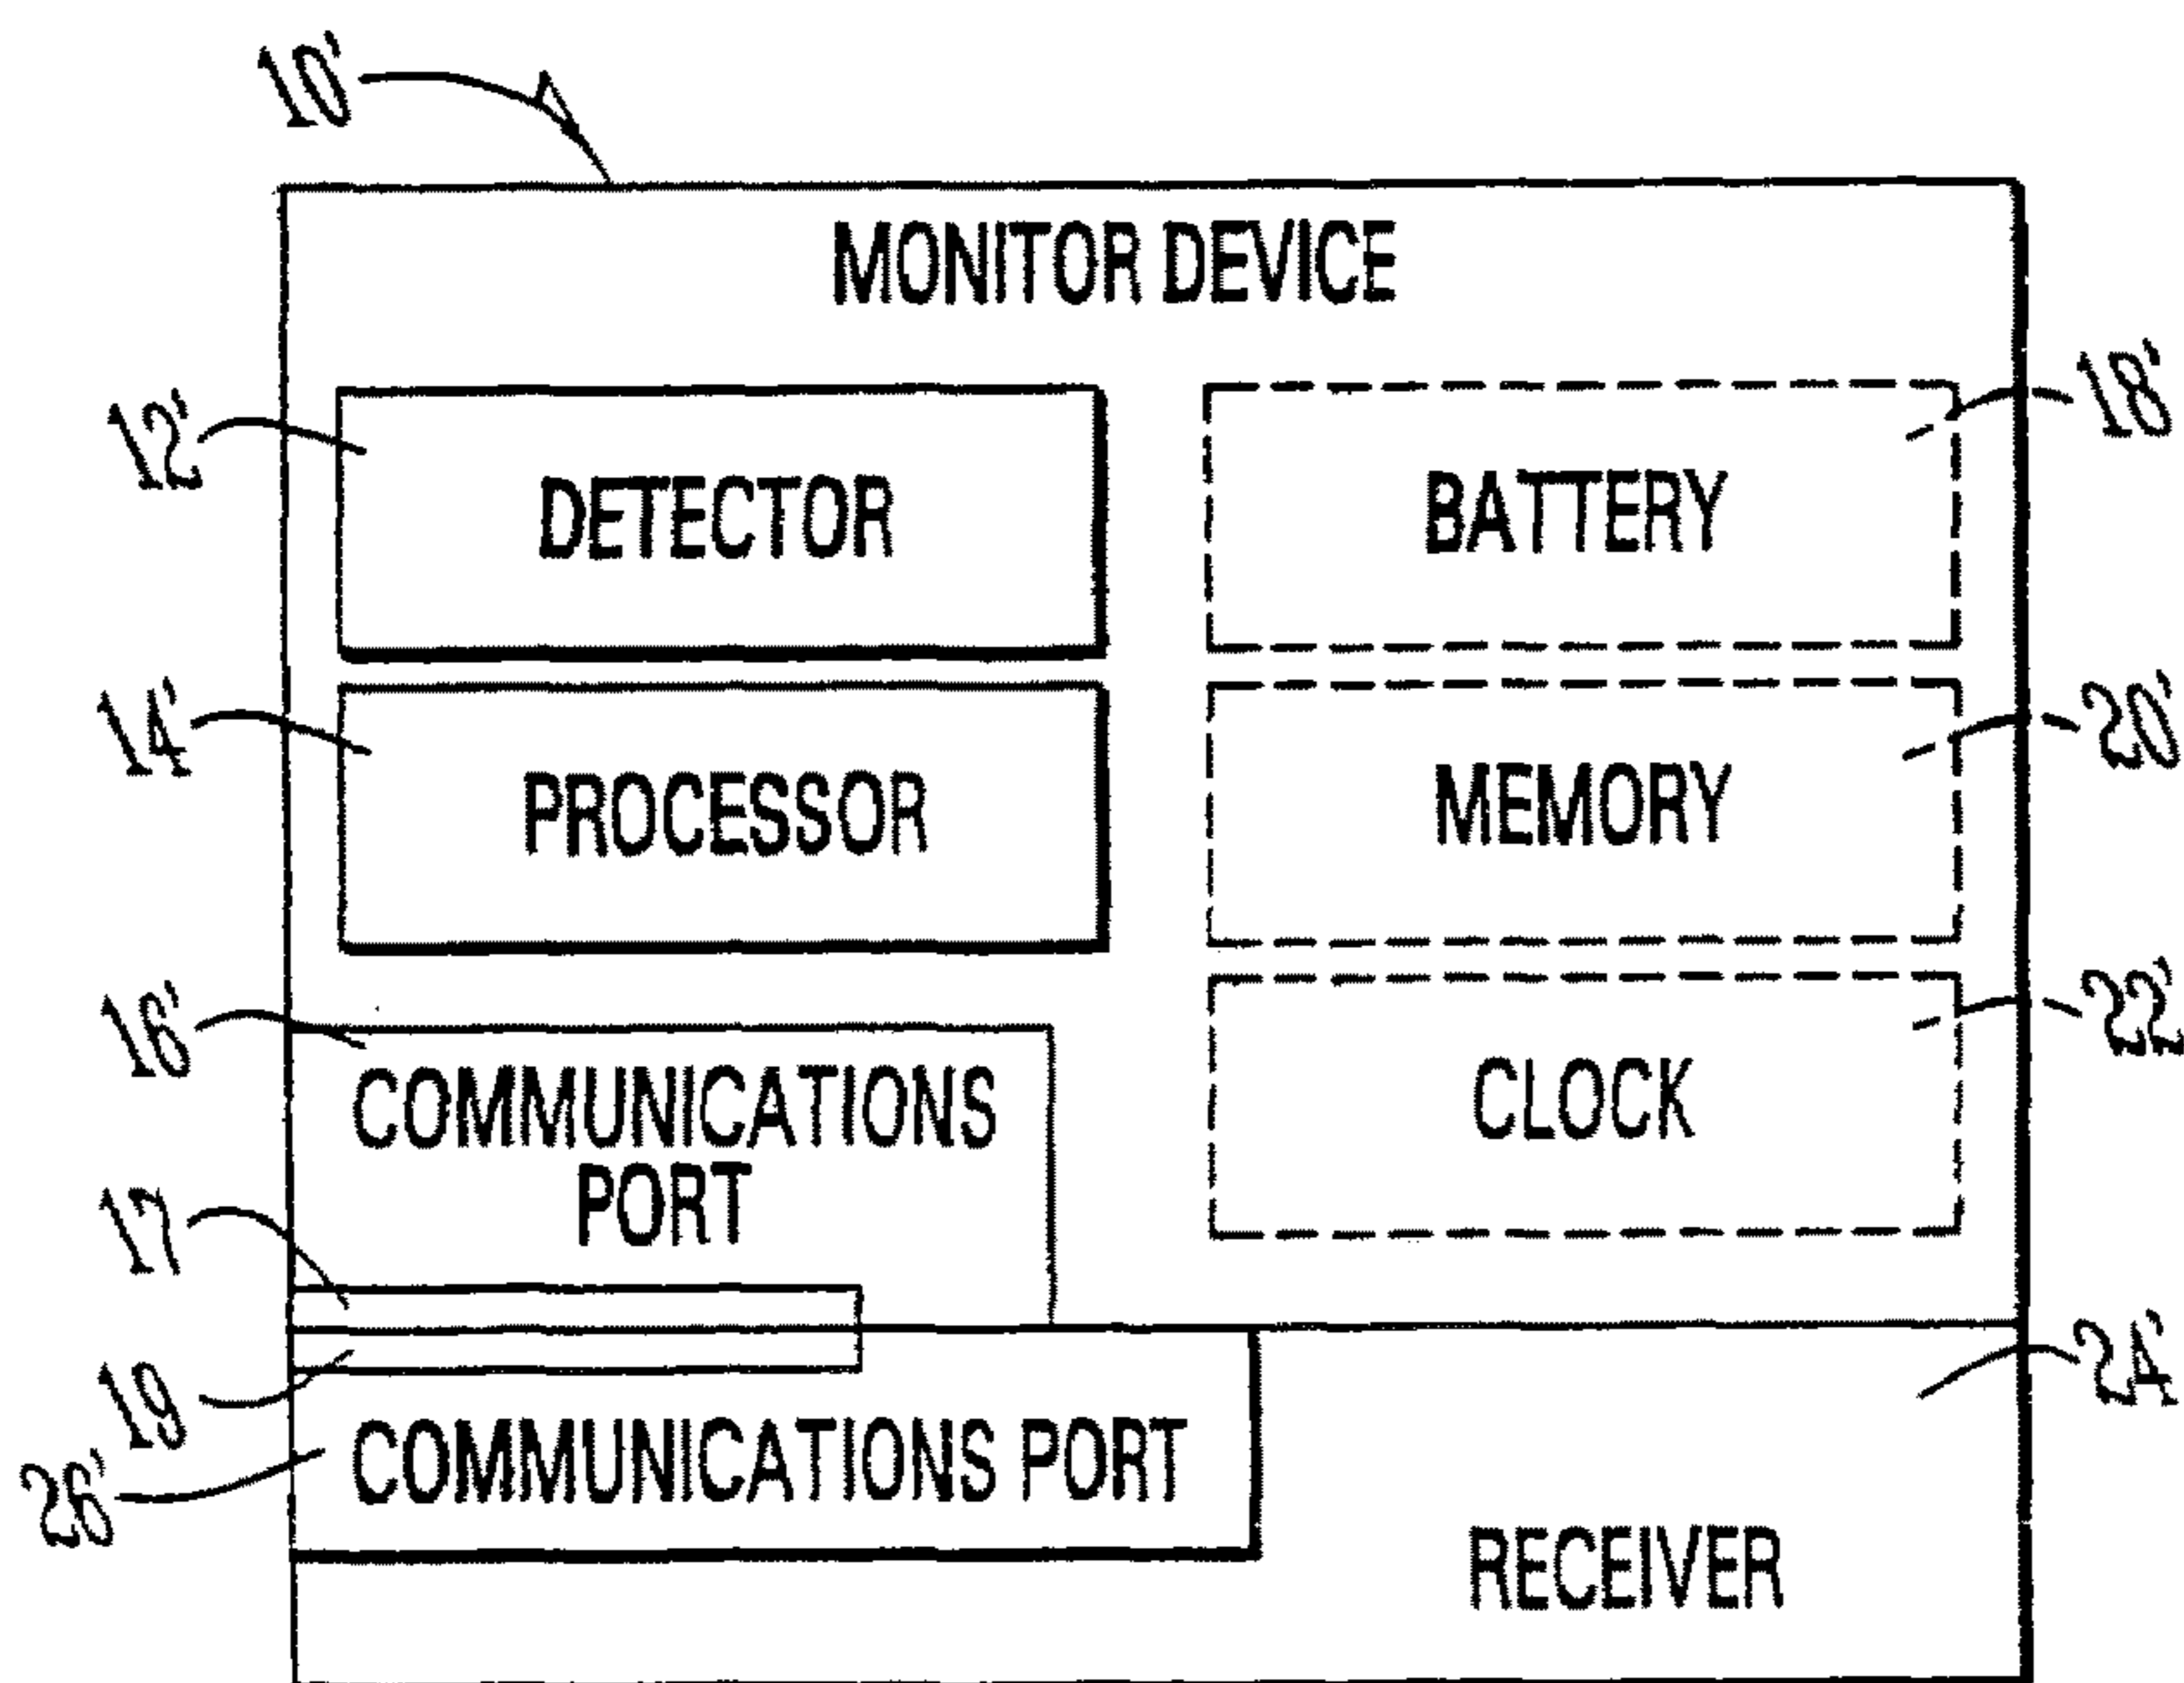 10'
MONITOR DEVICE
12'
DETECTOR
BATTERY
18'
14'
PROCESSOR
MEMORY
20'
16'
COMMUNICATIONS
PORT
CLOCK
22'
17
19
24'
26'
COMMUNICATIONS PORT
RECEIVER